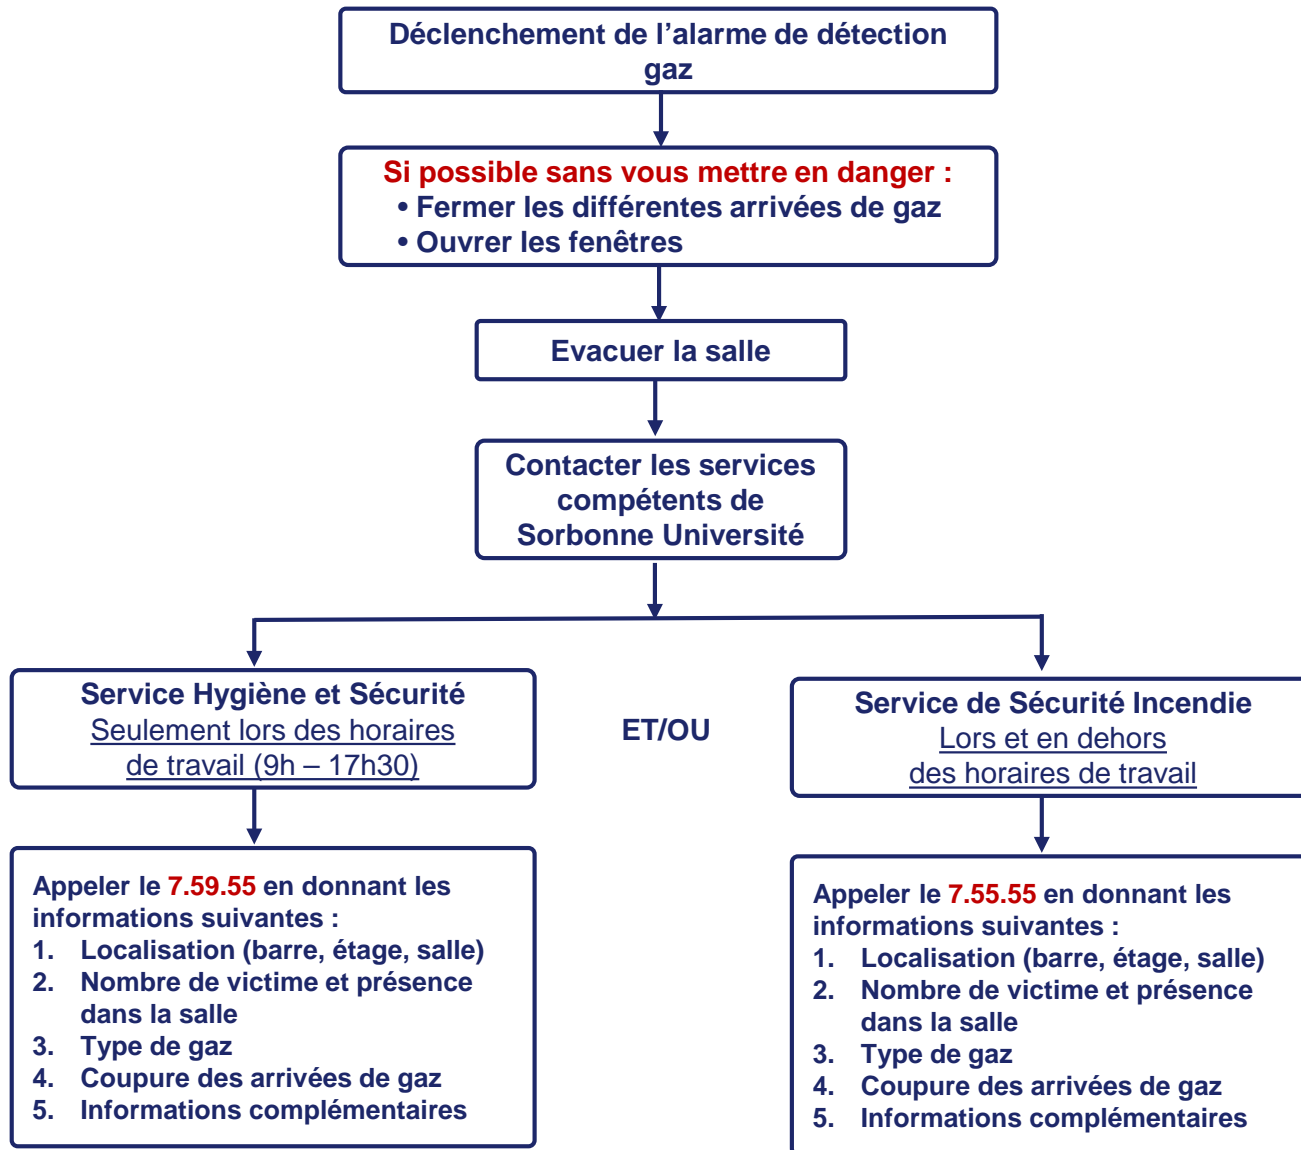 Déclenchement de l’alarme de détection
gaz
Si possible sans vous mettre en danger :
• Fermer les différentes arrivées de gaz
• Ouvrer les fenêtres
Evacuer la salle
Contacter les services
compétents de
Sorbonne Université
Service Hygiène et Sécurité
Seulement lors des horaires
de travail (9h – 17h30)
ET/OU
Service de Sécurité Incendie
Lors et en dehors
des horaires de travail
Appeler le 7.59.55 en donnant les
informations suivantes :
1. Localisation (barre, étage, salle)
2. Nombre de victime et présence
dans la salle
3. Type de gaz
4. Coupure des arrivées de gaz
5. Informations complémentaires
Appeler le 7.55.55 en donnant les
informations suivantes :
1. Localisation (barre, étage, salle)
2. Nombre de victime et présence
dans la salle
3. Type de gaz
4. Coupure des arrivées de gaz
5. Informations complémentaires